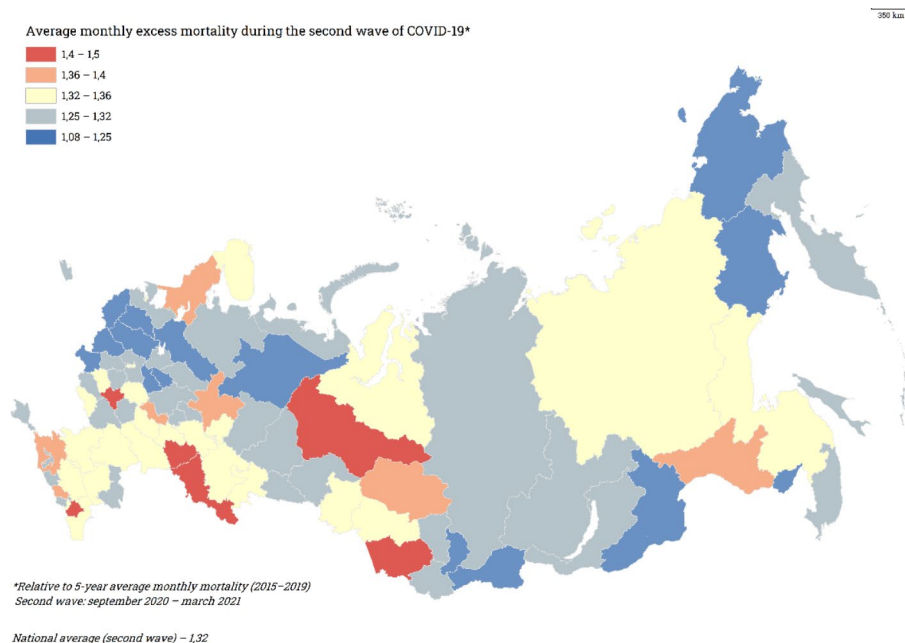 350 km
Average monthly excess mortality during the second wave of COVID-19*
1,4 – 1,5
1,36 – 1,4
1,32 – 1,36
1,25 – 1,32
1,08 – 1,25
*Relative to 5-year average monthly mortality (2015–2019)
Second wave: september 2020 – march 2021
National average (second wave) – 1,32